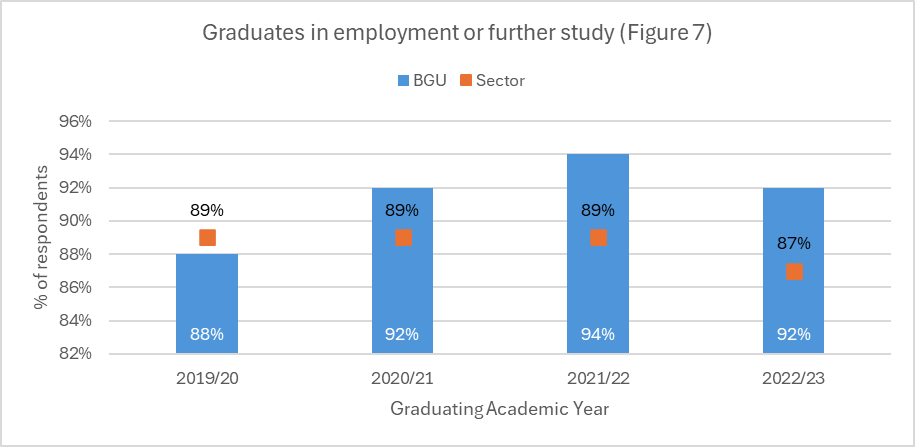 Graduates in employment or further study (Figure 7)
BGU Sector
% of respondents
96%
94%
92%
90%
88%
86%
84%
82%
89% 89% 89% 87%
88% 92% 94% 92%
2019/20 2020/21 2021/22 2022/23
Graduating Academic Year